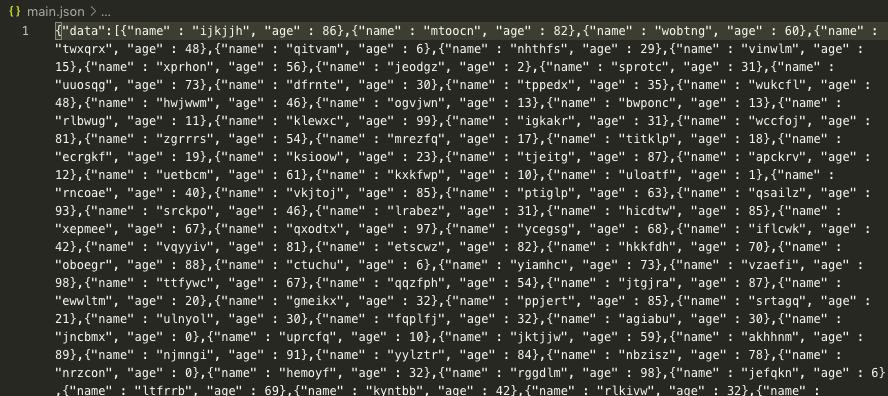 {} main.json > ...
1 {"data":[{"name" : "ijkjjh", "age" : 86},{"name" : "mtoocn", "age" : 82},{"name" : "wobtng", "age" : 60},{"name" :
"twxqrx", "age" : 48},{"name" : "qitvam", "age" : 6},{"name" : "nhthfs", "age" : 29},{"name" : "vinwlm", "age" :
15},{"name" : "xprhon", "age" : 56},{"name" : "jeodgz", "age" : 2},{"name" : "sprotc", "age" : 31},{"name" :
"uuosqg", "age" : 73},{"name" : "dfrnte", "age" : 30},{"name" : "tppedx", "age" : 35},{"name" : "wukcfl", "age" :
48},{"name" : "hwjwwm", "age" : 46},{"name" : "ogvjwn", "age" : 13},{"name" : "bwponc", "age" : 13},{"name" :
"rlbwug", "age" : 11},{"name" : "klewxc", "age" : 99},{"name" : "igkakr", "age" : 31},{"name" : "wccfoj", "age" :
81},{"name" : "zgrrrs", "age" : 54},{"name" : "mrezfq", "age" : 17},{"name" : "titklp", "age" : 18},{"name" :
"ecrgkf", "age" : 19},{"name" : "ksioow", "age" : 23},{"name" : "tjeitg", "age" : 87},{"name" : "apckrv", "age" :
12},{"name" : "uetbcm", "age" : 61},{"name" : "kxkfwp", "age" : 10},{"name" : "uloatf", "age" : 1},{"name" :
"rncoae", "age" : 40},{"name" : "vkjtoj", "age" : 85},{"name" : "ptiglp", "age" : 63},{"name" : "qsailz", "age" :
93},{"name" : "srckpo", "age" : 46},{"name" : "lrabez", "age" : 31},{"name" : "hicdtw", "age" : 85},{"name" :
"xepmee", "age" : 67},{"name" : "qxodtx", "age" : 97},{"name" : "ycegsg", "age" : 68},{"name" : "iflcwk", "age" :
42},{"name" : "vqyyiv", "age" : 81},{"name" : "etscwz", "age" : 82},{"name" : "hkkfdh", "age" : 70},{"name" :
"oboegr", "age" : 88},{"name" : "ctuchu", "age" : 6},{"name" : "yiamhc", "age" : 73},{"name" : "vzaefi", "age" :
98},{"name" : "ttfywc", "age" : 67},{"name" : "qqzfph", "age" : 54},{"name" : "jtgjra", "age" : 87},{"name" :
"ewwltm", "age" : 20},{"name" : "gmeikx", "age" : 32},{"name" : "ppjert", "age" : 85},{"name" : "srtagq", "age" :
21},{"name" : "ulnyol", "age" : 30},{"name" : "fqplfj", "age" : 32},{"name" : "agiabu", "age" : 30},{"name" :
"jncbmx", "age" : 0},{"name" : "uprcfq", "age" : 10},{"name" : "jktjjw", "age" : 59},{"name" : "akhhnm", "age" :
89},{"name" : "njmngi", "age" : 91},{"name" : "yylztr", "age" : 84},{"name" : "nbzisz", "age" : 78},{"name" :
"nrzcon", "age" : 0},{"name" : "hemoyf", "age" : 32},{"name" : "rggdlm", "age" : 98},{"name" : "jefqkn", "age" : 6}
,{"name" : "ltfrrb", "age" : 69},{"name" : "kyntbb", "age" : 42},{"name" : "rlkivw", "age" : 32},{"name" :